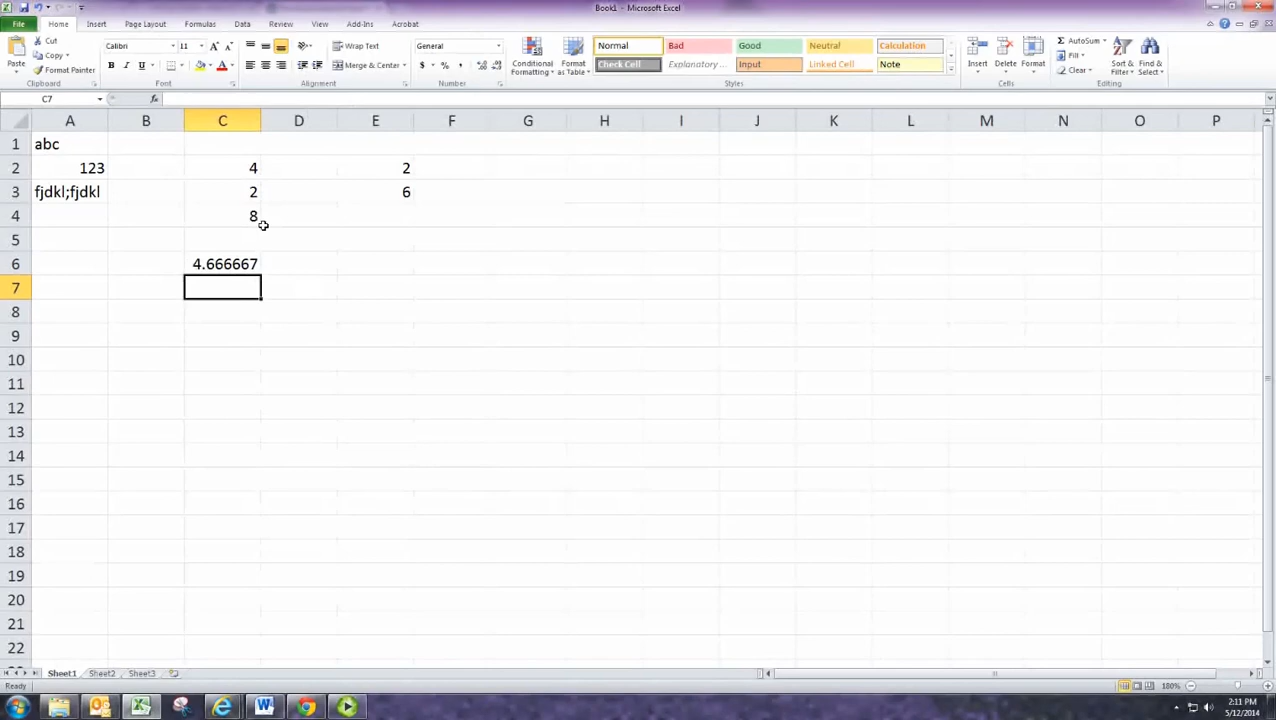 Book1 - Microsoft Excel
File Home Insert Page Layout Formulas Data Review View Add-Ins Acrobat
Paste Cut Copy Format Painter Clipboard
Calibri 11 B I U Font
Wrap Text Merge & Center Alignment
General $ % , Number
Conditional Formatting Format as Table
Normal Bad Good Neutral Calculation
Check Cell Explanatory ... Input Linked Cell Note
Styles
Insert Delete Format Cells
AutoSum Fill Clear Sort & Filter Find & Select Editing
C7 fx
A B C D E F G H I J K L M N O P
1 abc
2 123 4 2
3 fjdkl;fjdkl 2 6
4 8
5
6 4.666667
7
8
9
10
11
12
13
14
15
16
17
18
19
20
21
22
Sheet1 Sheet2 Sheet3
Ready 180%
2:11 PM
5/12/2014